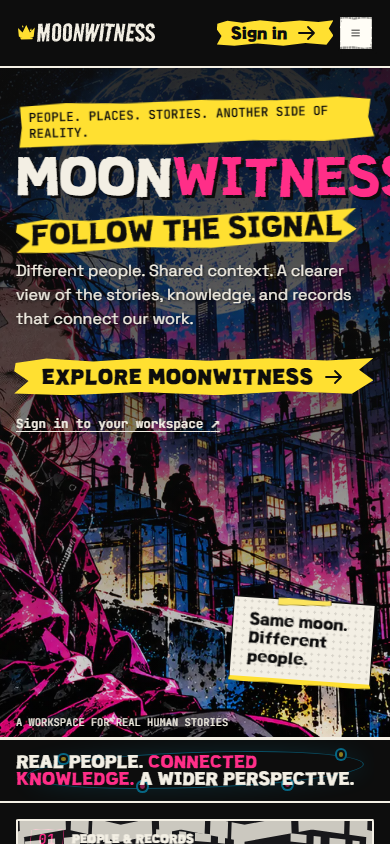 MOONWITNESS
Sign in →
PEOPLE. PLACES. STORIES. ANOTHER SIDE OF
REALITY.
MOONWITNESS
FOLLOW THE SIGNAL
Different people. Shared context. A clearer
view of the stories, knowledge, and records
that connect our work.
EXPLORE MOONWITNESS →
Sign in to your workspace ↗
Same moon.
Different
people.
A WORKSPACE FOR REAL HUMAN STORIES
REAL PEOPLE. CONNECTED
KNOWLEDGE. A WIDER PERSPECTIVE.
01 PEOPLE & RECORDS